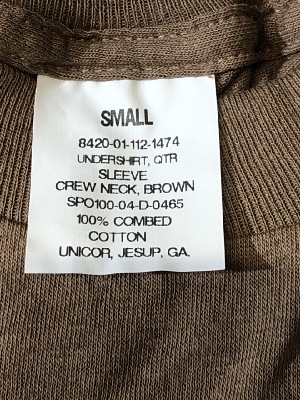 SMALL
8420-01-112-1474
UNDERSHIRT, QTR
SLEEVE
CREW NECK, BROWN
SPO100-04-D-0465
100% COMBED
COTTON
UNICOR, JESUP, GA.